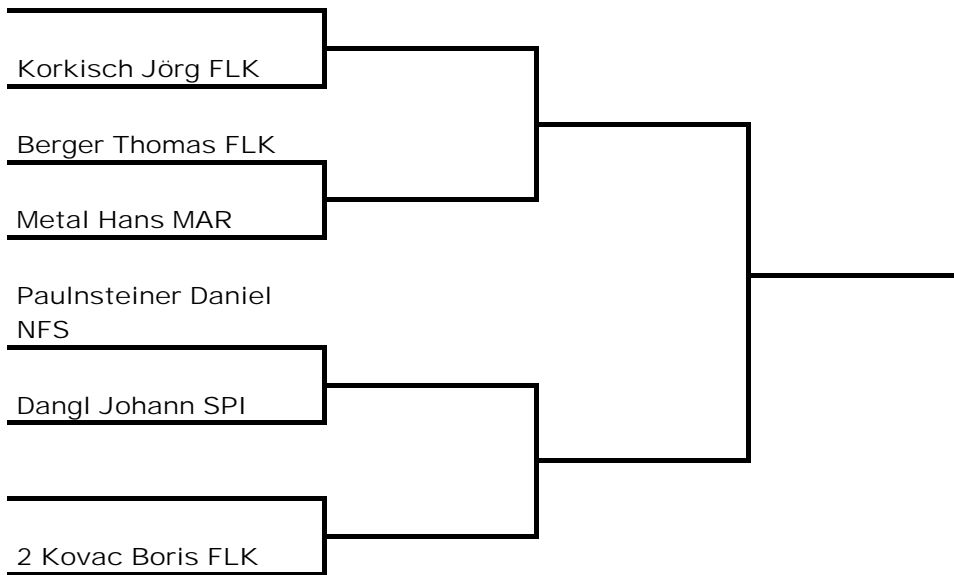 Korkisch Jörg FLK
Berger Thomas FLK
Metal Hans MAR
Paulnsteiner Daniel
NFS
Dangl Johann SPI
2 Kovac Boris FLK